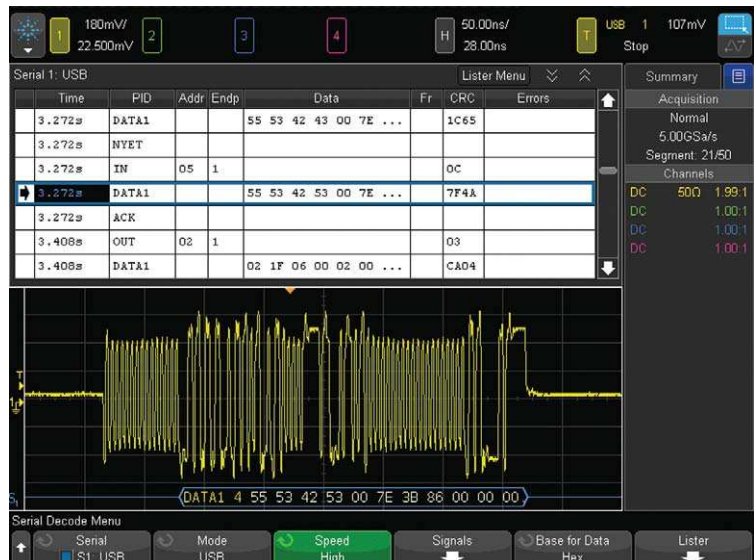 1 180mV/ 2 3 4 H 50.00ns/ T USB 1 107mV
22.500mV 28.00ns Stop
Serial 1: USB Lister Menu Summary
Time PID Addr Endp Data Fr CRC Errors
3.272s DATA1 55 53 42 43 00 7E ... 1C65
3.272s NYET
3.272s IN 05 1 0C
3.272s DATA1 55 53 42 53 00 7E ... 7F4A
3.272s ACK
3.408s OUT 02 1 03
3.408s DATA1 02 1F 06 00 02 00 ... CA04
Acquisition
Normal
5.00GSa/s
Segment: 21/50
Channels
DC 50Ω 1.99:1
DC 1.00:1
DC 1.00:1
DC 1.00:1
T
1
S1 DATA1 4 55 53 42 53 00 7E 3B 86 00 00 00
Serial Decode Menu
Serial Mode Speed Signals Base for Data Lister
S1: USB USB High Hex